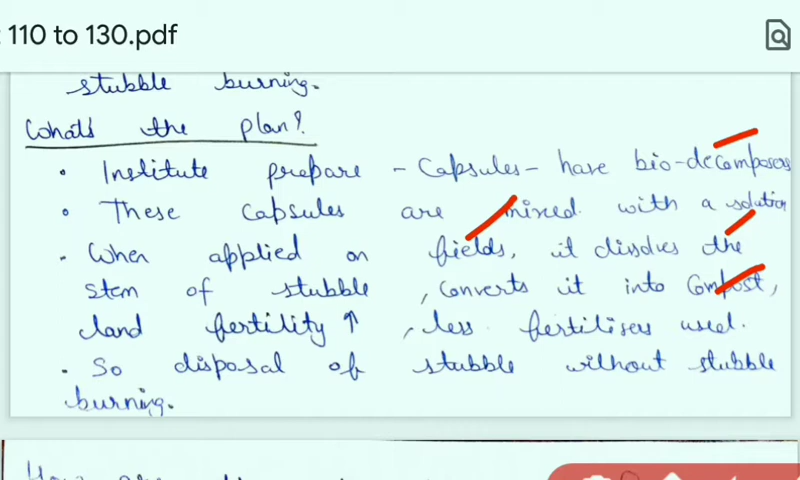 : 110 to 130.pdf
stubble burning.
What's the plan?
• Institute prepare - Capsules - have bio-decomposers
• These capsules are mixed with a solution
• When applied on fields, it dissolves the
stem of stubble, converts it into compost,
land fertility ↑, less fertilisers used.
• So disposal of stubble without stubble
burning.